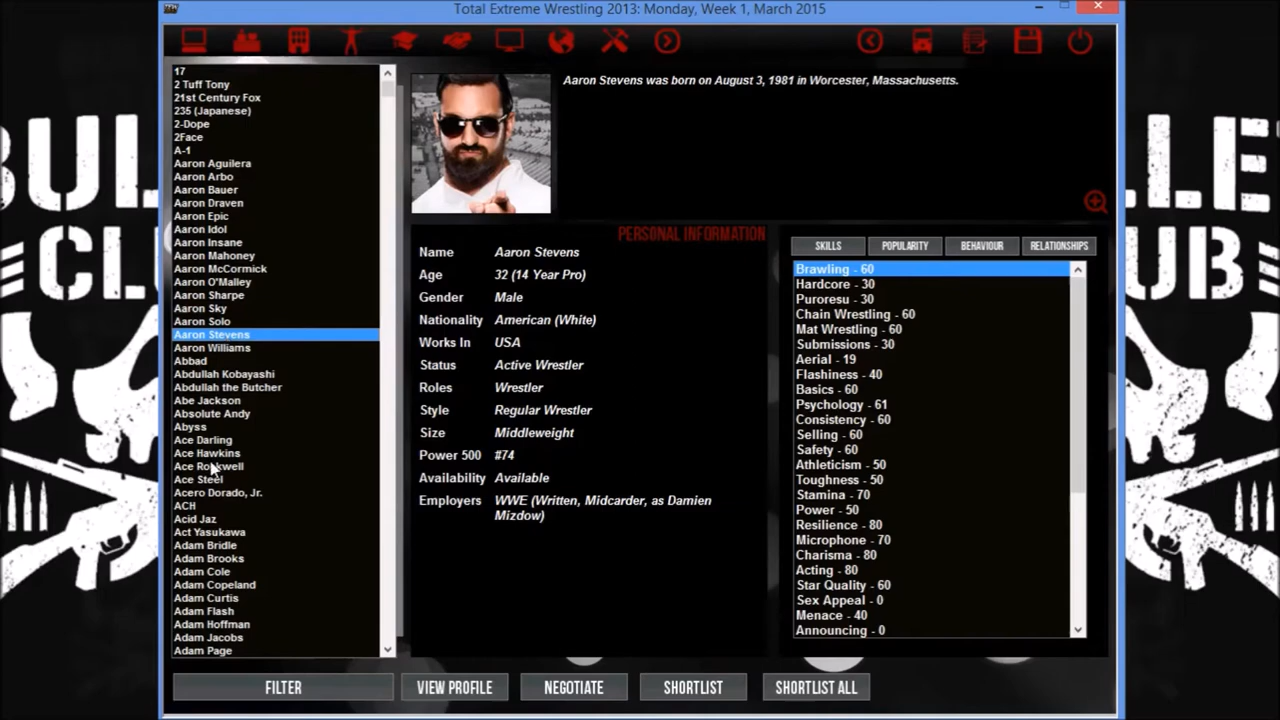 Total Extreme Wrestling 2013: Monday, Week 1, March 2015
17
2 Tuff Tony
21st Century Fox
235 (Japanese)
2-Dope
2Face
A-1
Aaron Aguilera
Aaron Arbo
Aaron Bauer
Aaron Draven
Aaron Epic
Aaron Idol
Aaron Insane
Aaron Mahoney
Aaron McCormick
Aaron O'Malley
Aaron Sharpe
Aaron Sky
Aaron Solo
Aaron Stevens
Aaron Williams
Abbad
Abdullah Kobayashi
Abdullah the Butcher
Abe Jackson
Absolute Andy
Abyss
Ace Darling
Ace Hawkins
Ace Rockwell
Ace Steel
Acero Dorado, Jr.
ACH
Acid Jaz
Act Yasukawa
Adam Bridle
Adam Brooks
Adam Cole
Adam Copeland
Adam Curtis
Adam Flash
Adam Hoffman
Adam Jacobs
Adam Page
Aaron Stevens was born on August 3, 1981 in Worcester, Massachusetts.
PERSONAL INFORMATION
Name Aaron Stevens
Age 32 (14 Year Pro)
Gender Male
Nationality American (White)
Works In USA
Status Active Wrestler
Roles Wrestler
Style Regular Wrestler
Size Middleweight
Power 500 #74
Availability Available
Employers WWE (Written, Midcarder, as Damien
Mizdow)
SKILLS POPULARITY BEHAVIOUR RELATIONSHIPS
Brawling - 60
Hardcore - 30
Puroresu - 30
Chain Wrestling - 60
Mat Wrestling - 60
Submissions - 30
Aerial - 19
Flashiness - 40
Basics - 60
Psychology - 61
Consistency - 60
Selling - 60
Safety - 60
Athleticism - 50
Toughness - 50
Stamina - 70
Power - 50
Resilience - 80
Microphone - 70
Charisma - 80
Acting - 80
Star Quality - 60
Sex Appeal - 0
Menace - 40
Announcing - 0
FILTER VIEW PROFILE NEGOTIATE SHORTLIST SHORTLIST ALL